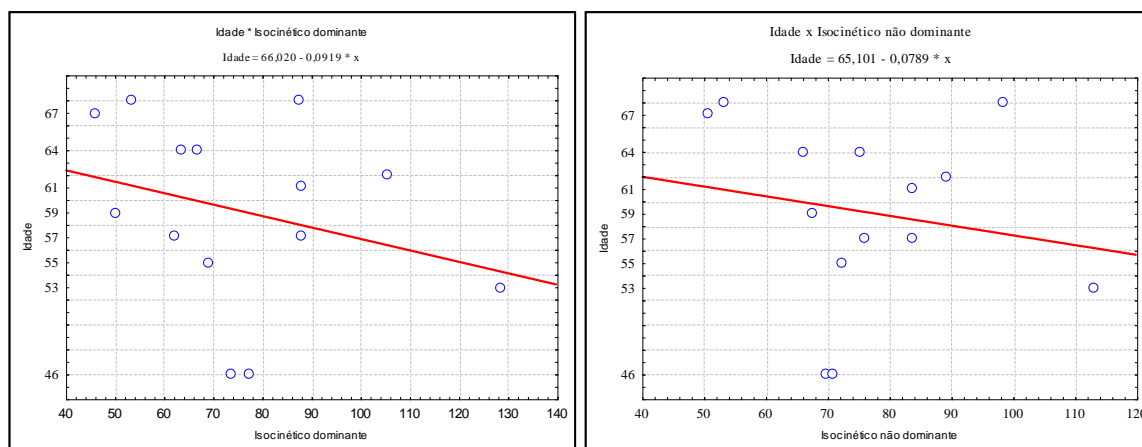 Idade * Isocinético dominante
Idade = 66,020 - 0,0919 * x
67
64
61
59
57
55
53
46
Idade
40 50 60 70 80 90 100 110 120 130 140
Isocinético dominante
Idade x Isocinético não dominante
Idade = 65,101 - 0,0789 * x
67
64
61
59
57
55
53
46
Idade
40 50 60 70 80 90 100 110 120
Isocinético não dominante